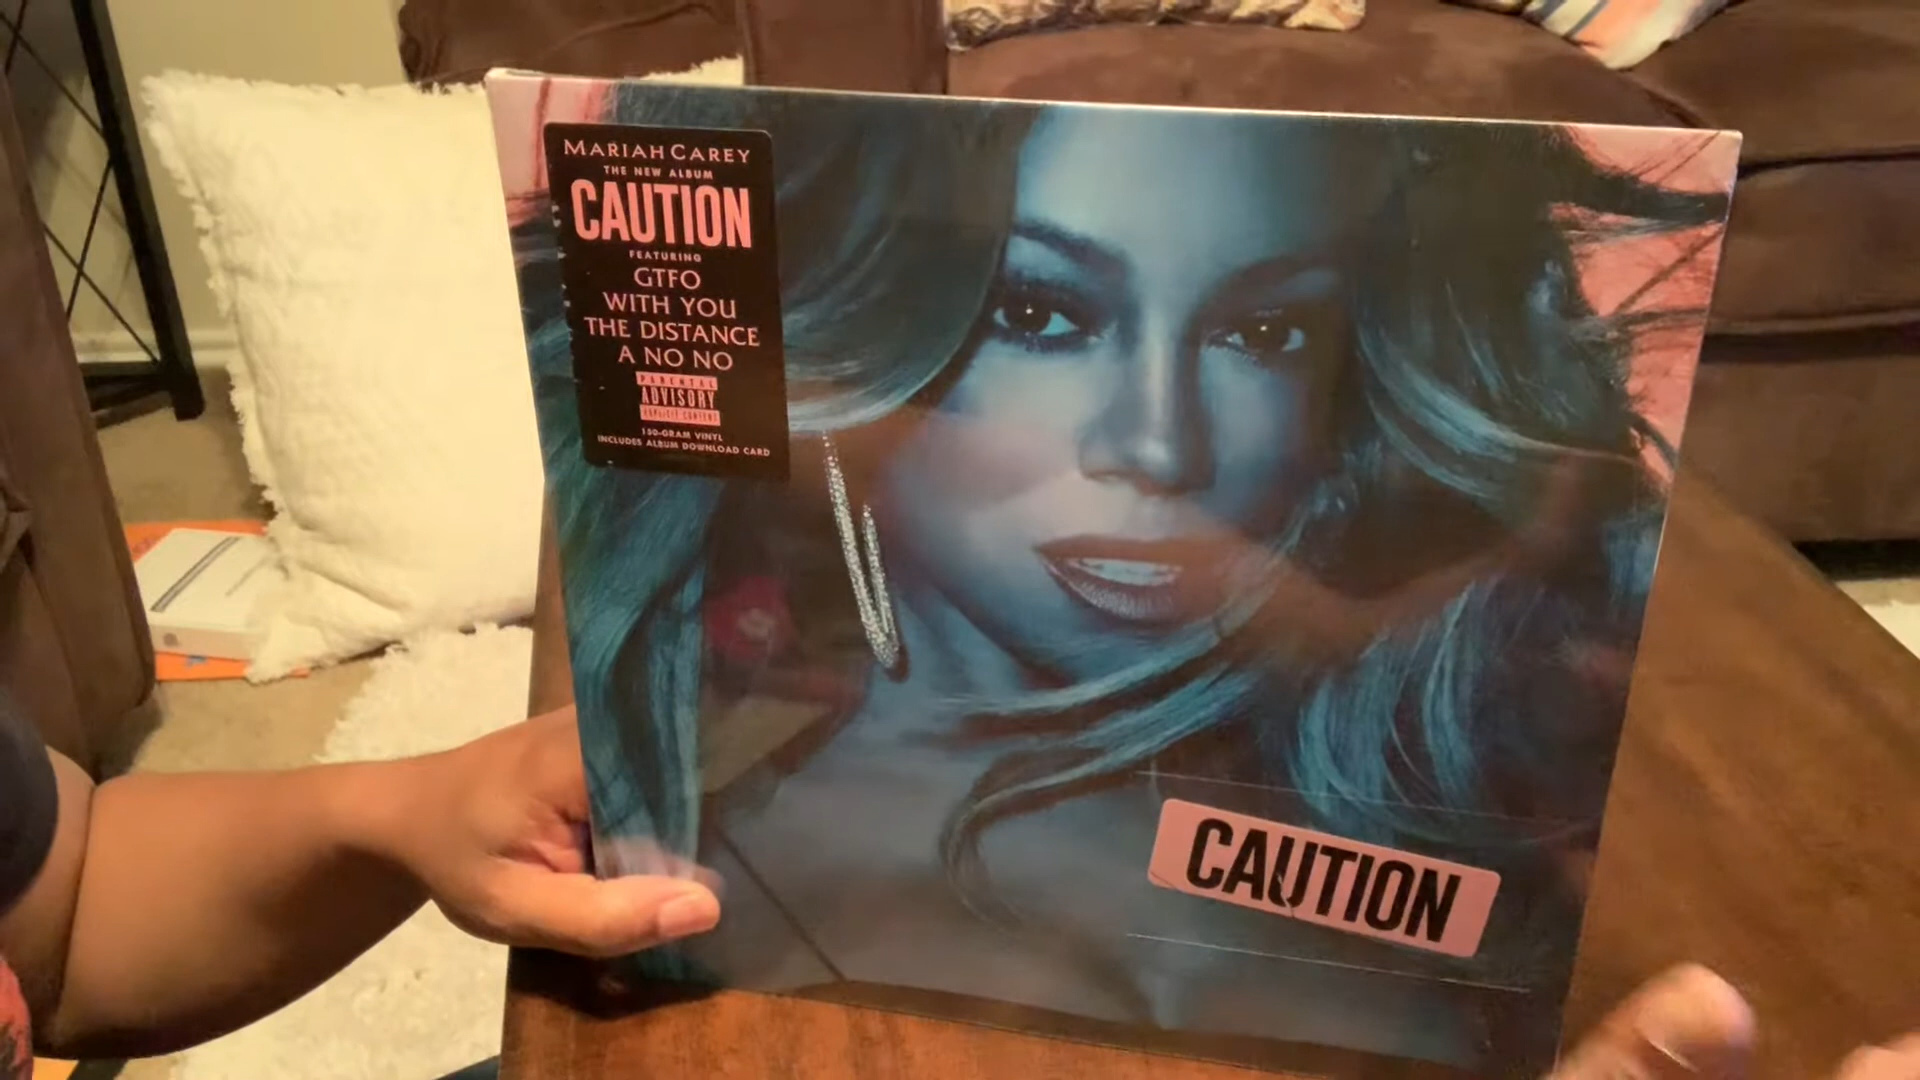 MARIAH CAREY
THE NEW ALBUM
CAUTION
FEATURING
GTFO
WITH YOU
THE DISTANCE
A NO NO
PARENTAL
ADVISORY
EXPLICIT CONTENT
180-GRAM VINYL
INCLUDES ALBUM DOWNLOAD CARD
CAUTION